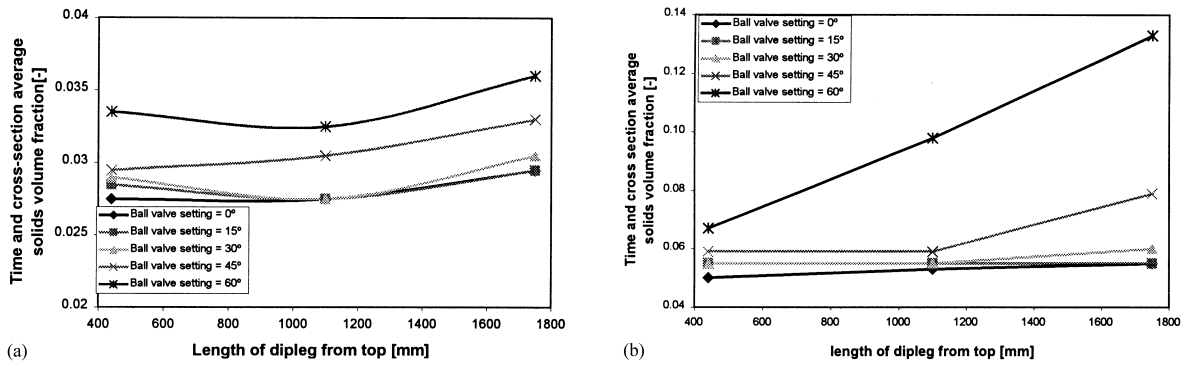 0.04
0.035
0.03
0.025
0.02
Time and cross-section average
solids volume fraction[-]
Ball valve setting = 0º
Ball valve setting = 15º
Ball valve setting = 30º
Ball valve setting = 45º
Ball valve setting = 60º
400 600 800 1000 1200 1400 1600 1800
Length of dipleg from top [mm]
(a)
0.14
0.12
0.10
0.08
0.06
0.04
Time and cross section average
solids volume fraction [-]
Ball valve setting = 0º
Ball valve setting = 15º
Ball valve setting = 30º
Ball valve setting = 45º
Ball valve setting = 60º
400 600 800 1000 1200 1400 1600 1800
length of dipleg from top [mm]
(b)